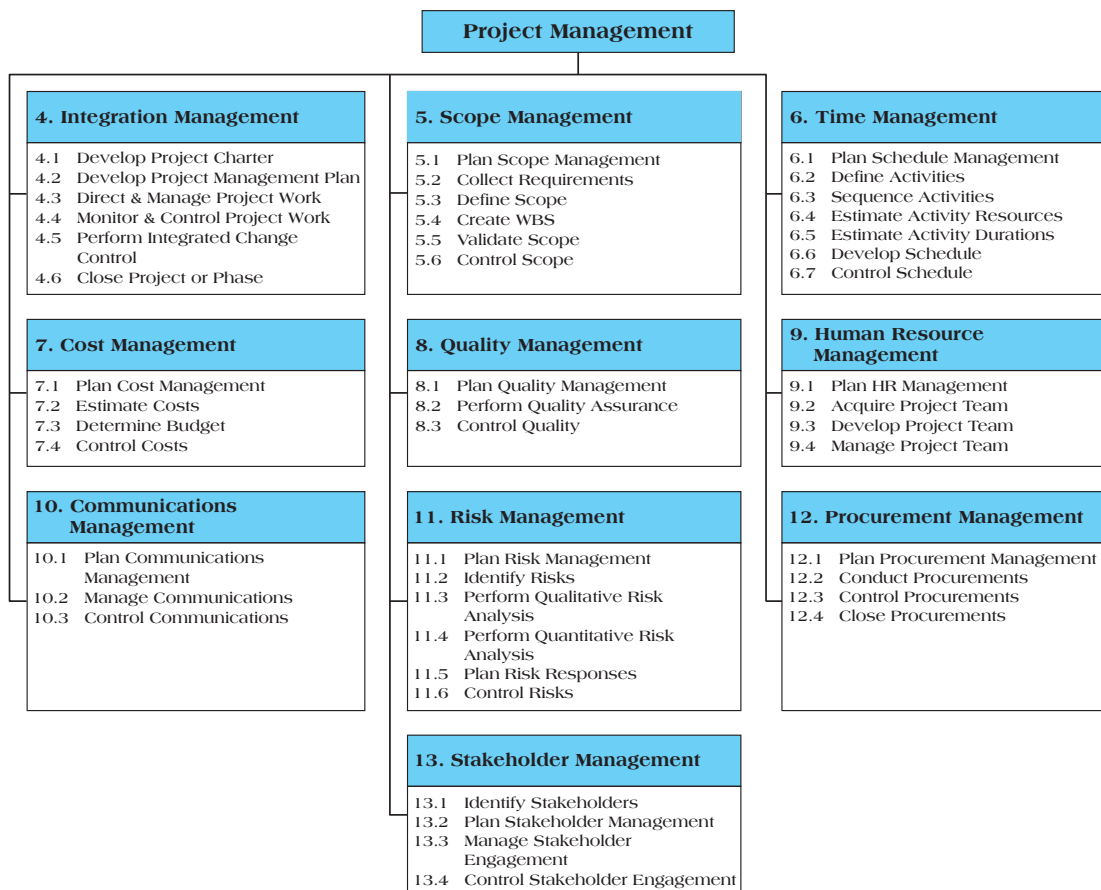 Project Management
4. Integration Management
4.1 Develop Project Charter
4.2 Develop Project Management Plan
4.3 Direct & Manage Project Work
4.4 Monitor & Control Project Work
4.5 Perform Integrated Change
Control
4.6 Close Project or Phase
5. Scope Management
5.1 Plan Scope Management
5.2 Collect Requirements
5.3 Define Scope
5.4 Create WBS
5.5 Validate Scope
5.6 Control Scope
6. Time Management
6.1 Plan Schedule Management
6.2 Define Activities
6.3 Sequence Activities
6.4 Estimate Activity Resources
6.5 Estimate Activity Durations
6.6 Develop Schedule
6.7 Control Schedule
7. Cost Management
7.1 Plan Cost Management
7.2 Estimate Costs
7.3 Determine Budget
7.4 Control Costs
8. Quality Management
8.1 Plan Quality Management
8.2 Perform Quality Assurance
8.3 Control Quality
9. Human Resource
Management
9.1 Plan HR Management
9.2 Acquire Project Team
9.3 Develop Project Team
9.4 Manage Project Team
10. Communications
Management
10.1 Plan Communications
Management
10.2 Manage Communications
10.3 Control Communications
11. Risk Management
11.1 Plan Risk Management
11.2 Identify Risks
11.3 Perform Qualitative Risk
Analysis
11.4 Perform Quantitative Risk
Analysis
11.5 Plan Risk Responses
11.6 Control Risks
12. Procurement Management
12.1 Plan Procurement Management
12.2 Conduct Procurements
12.3 Control Procurements
12.4 Close Procurements
13. Stakeholder Management
13.1 Identify Stakeholders
13.2 Plan Stakeholder Management
13.3 Manage Stakeholder
Engagement
13.4 Control Stakeholder Engagement